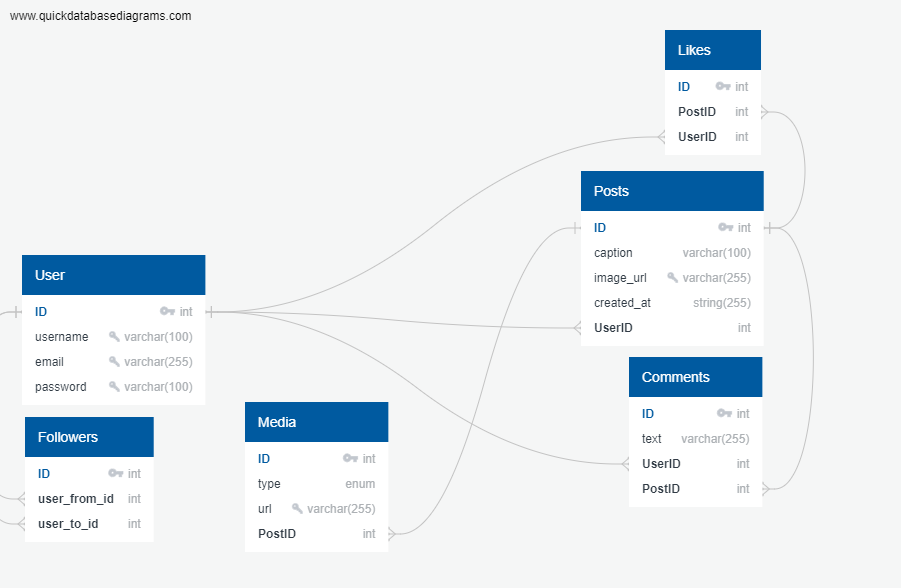 www.quickdatabasediagrams.com
Likes
ID int
PostID int
UserID int
Posts
ID int
caption varchar(100)
image_url varchar(255)
created_at string(255)
UserID int
User
ID int
username varchar(100)
email varchar(255)
password varchar(100)
Comments
ID int
text varchar(255)
UserID int
PostID int
Media
ID int
type enum
url varchar(255)
PostID int
Followers
ID int
user_from_id int
user_to_id int